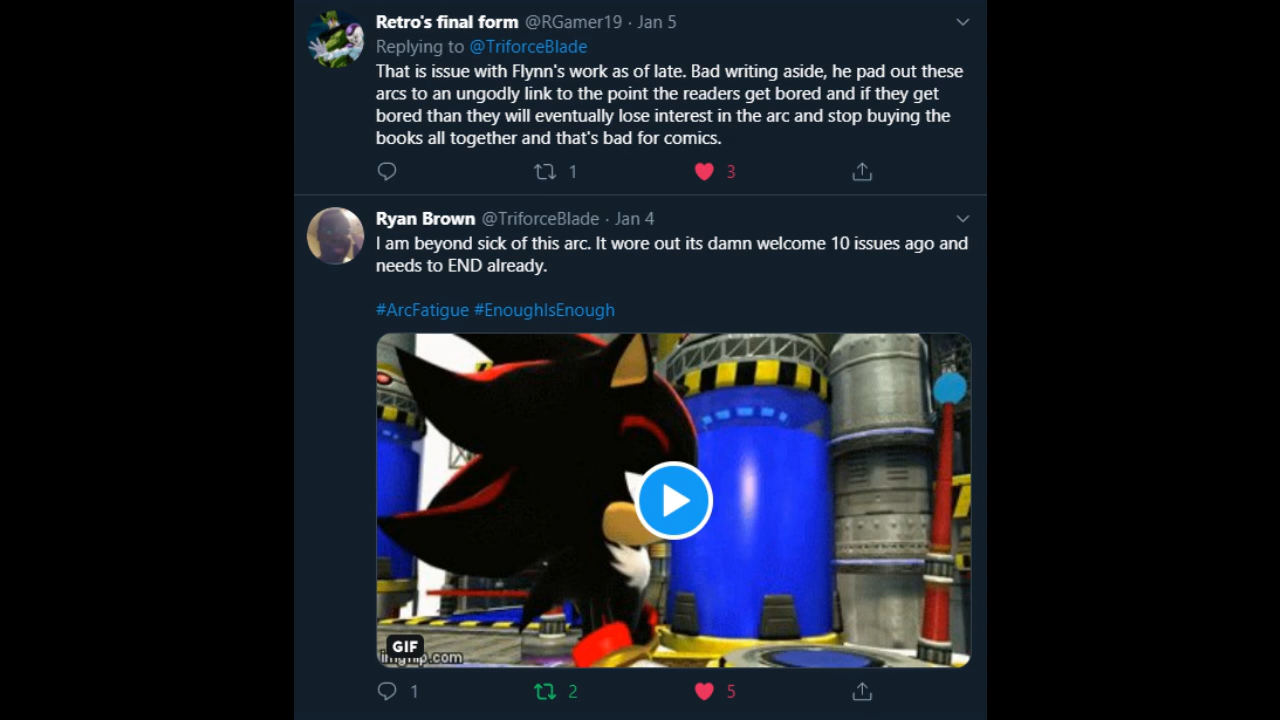 Retro's final form @RGamer19 · Jan 5
Replying to @TriforceBlade
That is issue with Flynn's work as of late. Bad writing aside, he pad out these
arcs to an ungodly link to the point the readers get bored and if they get
bored than they will eventually lose interest in the arc and stop buying the
books all together and that's bad for comics.
1 3
Ryan Brown @TriforceBlade · Jan 4
I am beyond sick of this arc. It wore out its damn welcome 10 issues ago and
needs to END already.
#ArcFatigue #EnoughIsEnough
GIF
imgflip.com
1 2 5